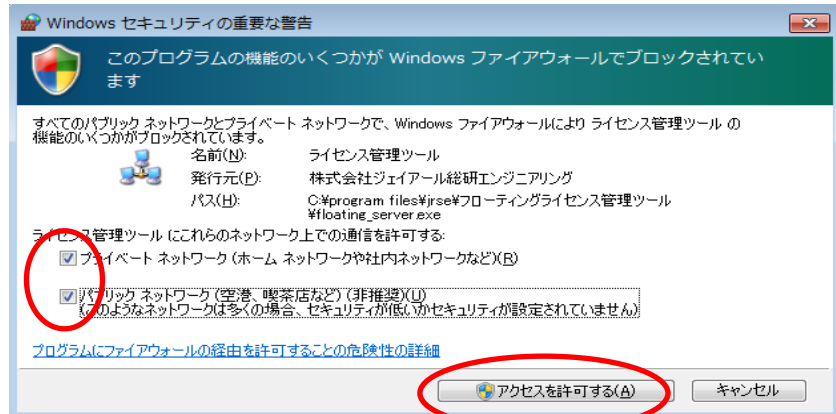 Windows セキュリティの重要な警告
このプログラムの機能のいくつかが Windows ファイアウォールでブロックされてい
ます
すべてのパブリック ネットワークとプライベート ネットワークで、Windows ファイアウォールにより ライセンス管理ツール の
機能のいくつかがブロックされています。
名前(N): ライセンス管理ツール
発行元(P): 株式会社ジェイアール総研エンジニアリング
パス(H): C:¥program files¥jrse¥フローティングライセンス管理ツール
¥floating_server.exe
ライセンス管理ツール にこれらのネットワーク上での通信を許可する:
プライベート ネットワーク (ホーム ネットワークや社内ネットワークなど)(R)
パブリック ネットワーク (空港、喫茶店など) (非推奨)(U)
(このようなネットワークは多くの場合、セキュリティが低いかセキュリティが設定されていません)
プログラムにファイアウォールの経由を許可することの危険性の詳細
アクセスを許可する(A) キャンセル